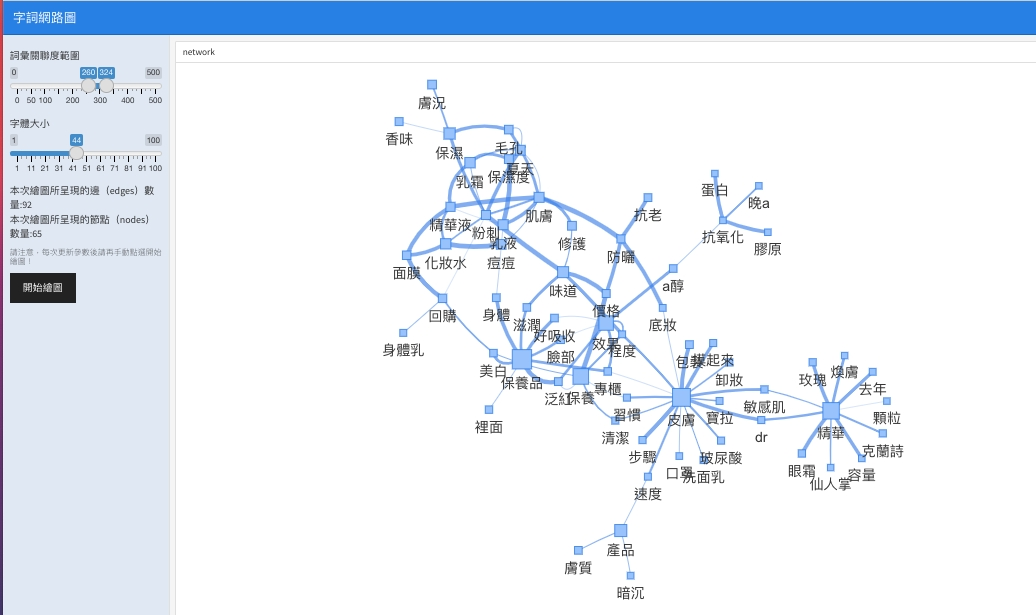 字詞網路圖
詞彙關聯度範圍
0 260 324 500
0 50 100 200 300 400 500
字體大小
1 44 100
1 11 21 31 41 51 61 71 81 91 100
本次繪圖所呈現的邊（edges）數
量:92
本次繪圖所呈現的節點（nodes）
數量:65
請注意，每次更新參數後請再手動點選開始
繪圖！
開始繪圖
network
膚況
香味
保濕
毛孔
夏天
乳霜
保濕度
蛋白
晚a
精華液
肌膚
抗老
粉刺
乳液
修護
抗氧化
膠原
面膜
化妝水
痘痘
防曬
味道
a醇
回購
身體
滋潤
價格
底妝
好吸收
身體乳
臉部
效果
程度
包裝
摸起來
美白
保養品
泛紅
保養
專櫃
卸妝
玫瑰
煥膚
去年
裡面
習慣
皮膚
寶拉
敏感肌
顆粒
清潔
dr
精華
步驟
玻尿酸
克蘭詩
口罩
洗面乳
眼霜
仙人掌
容量
速度
產品
膚質
暗沉